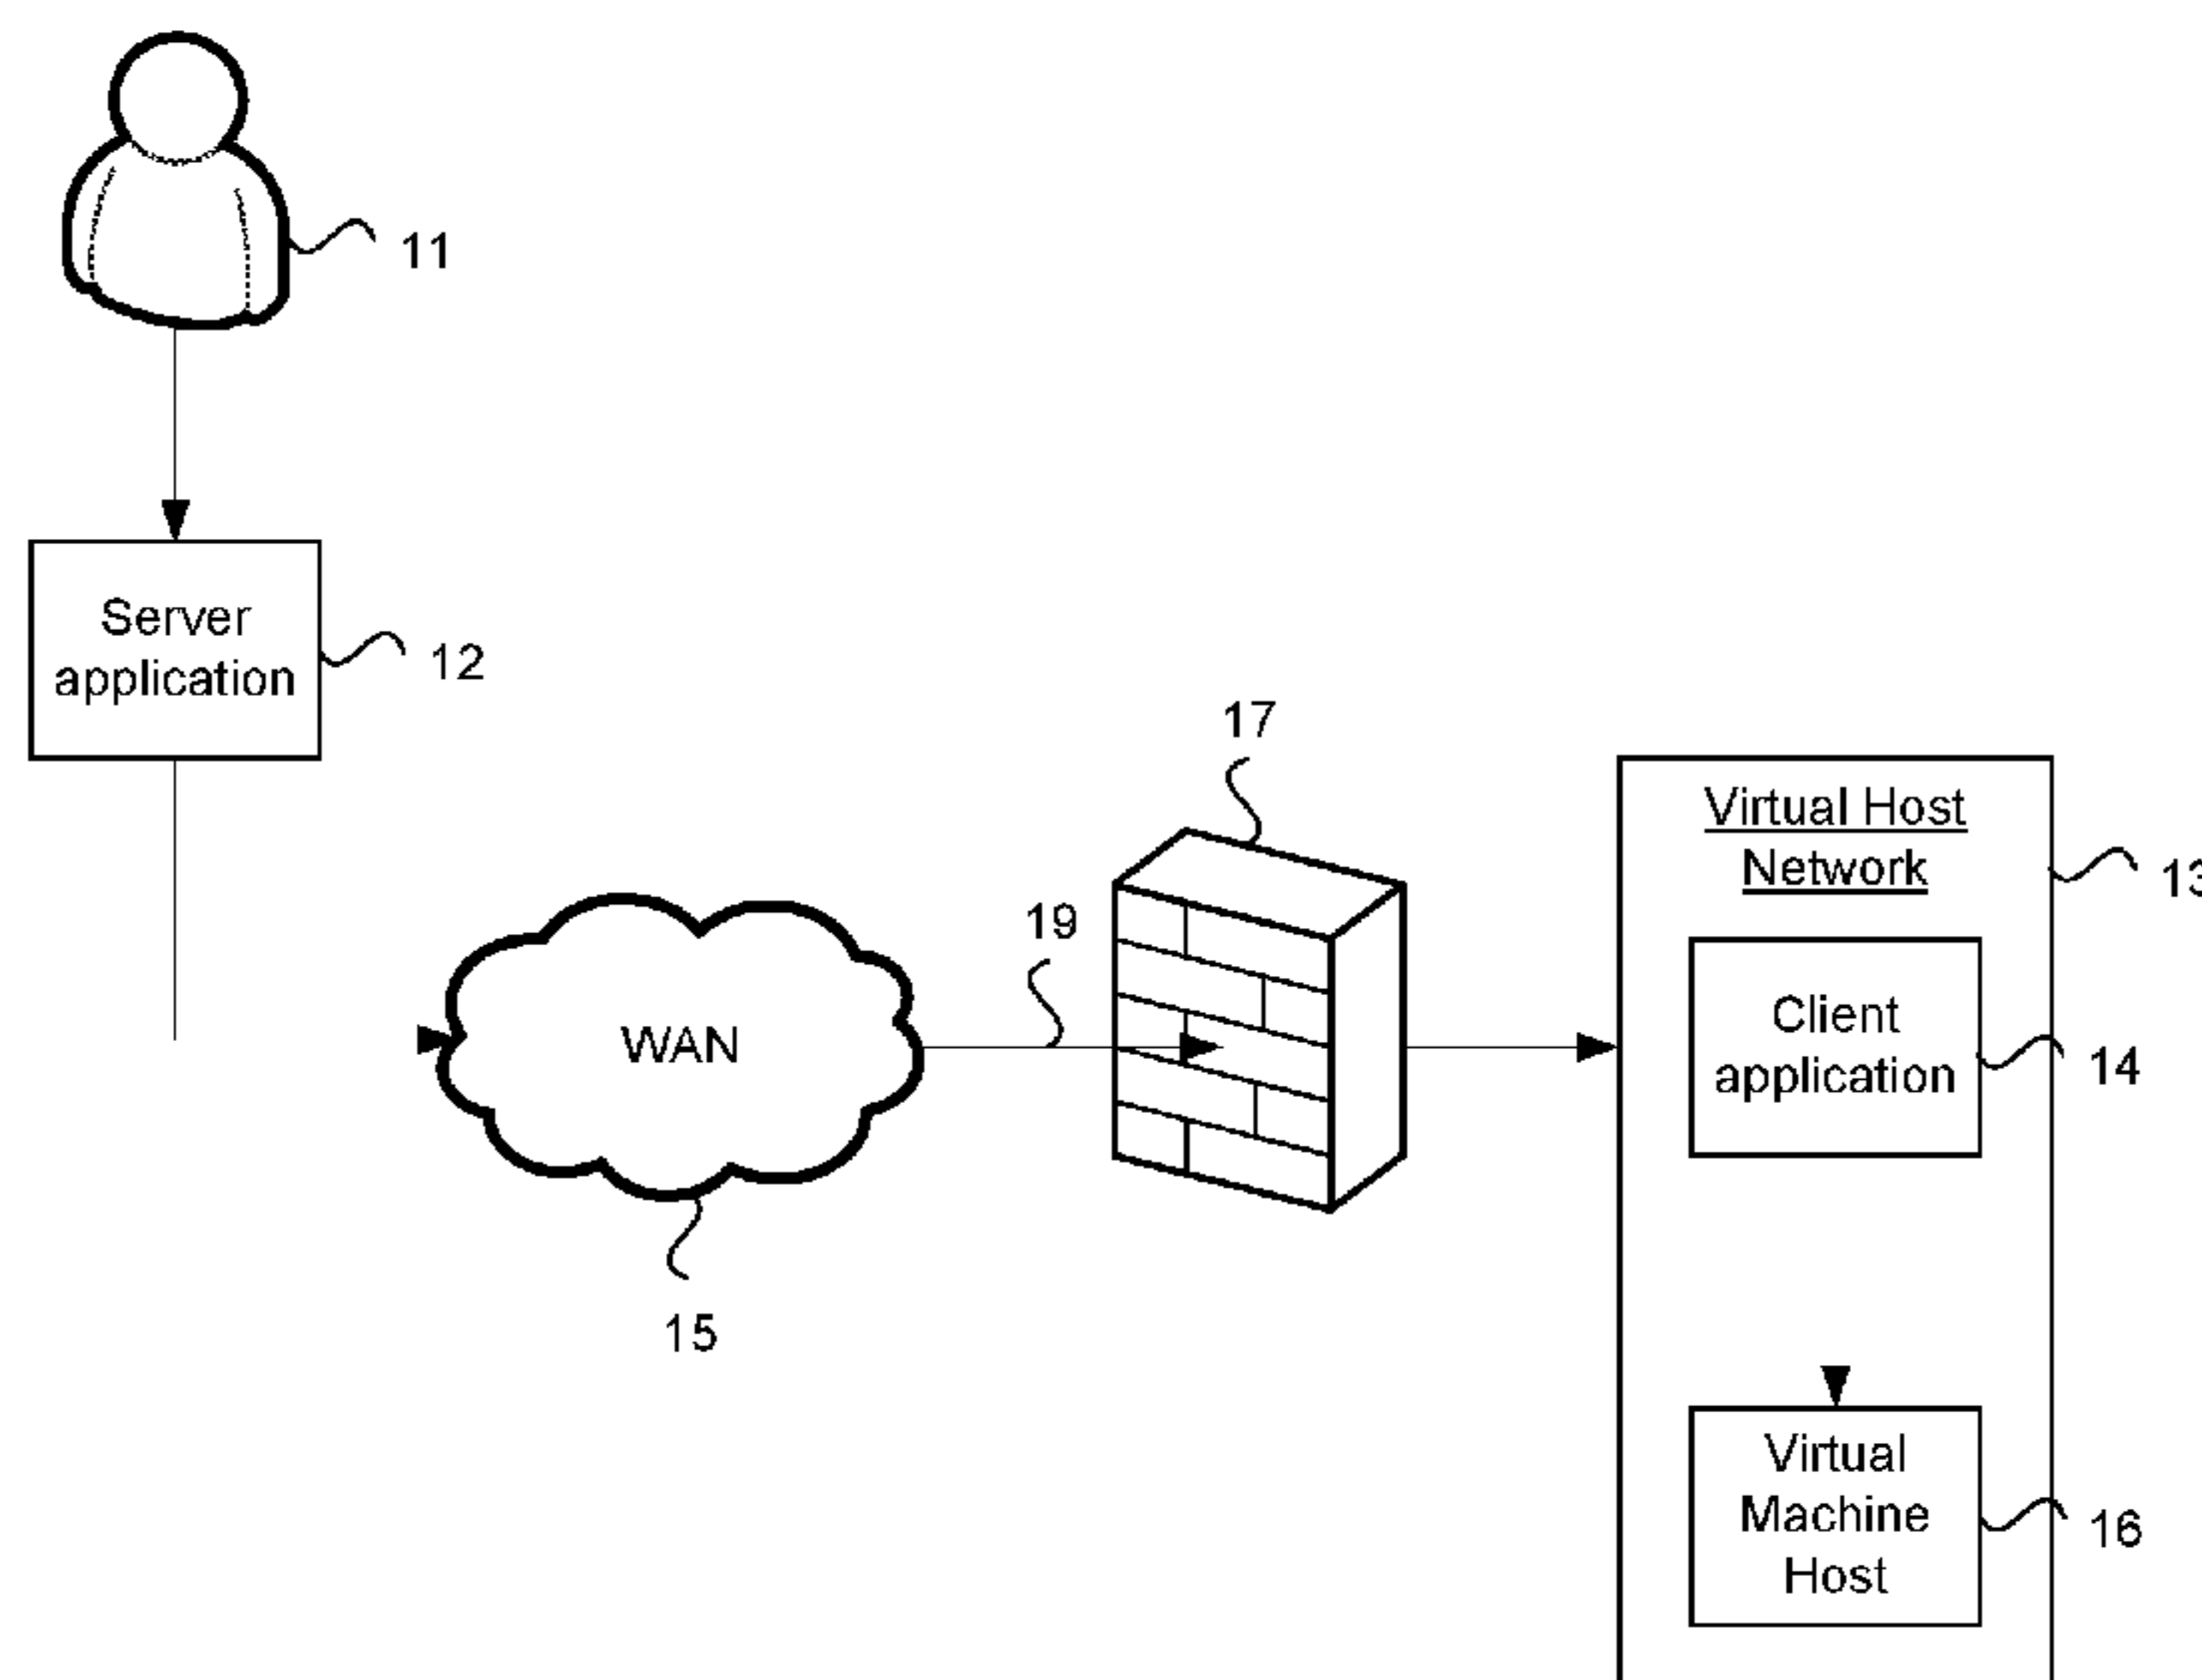 11
Server
application
12
17
Virtual Host
Network
13
19
WAN
Client
application
14
15
Virtual
Machine
Host
16